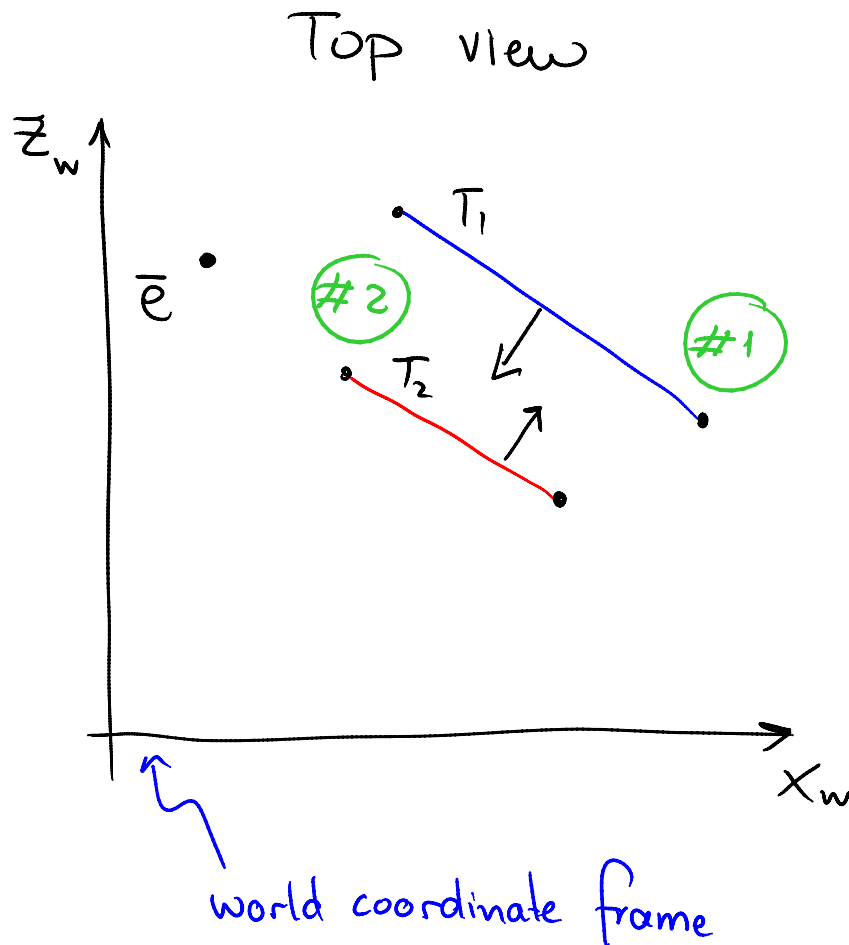 Top view
Z_w
T_1
e̅
#2
#1
T_2
X_w
world coordinate frame